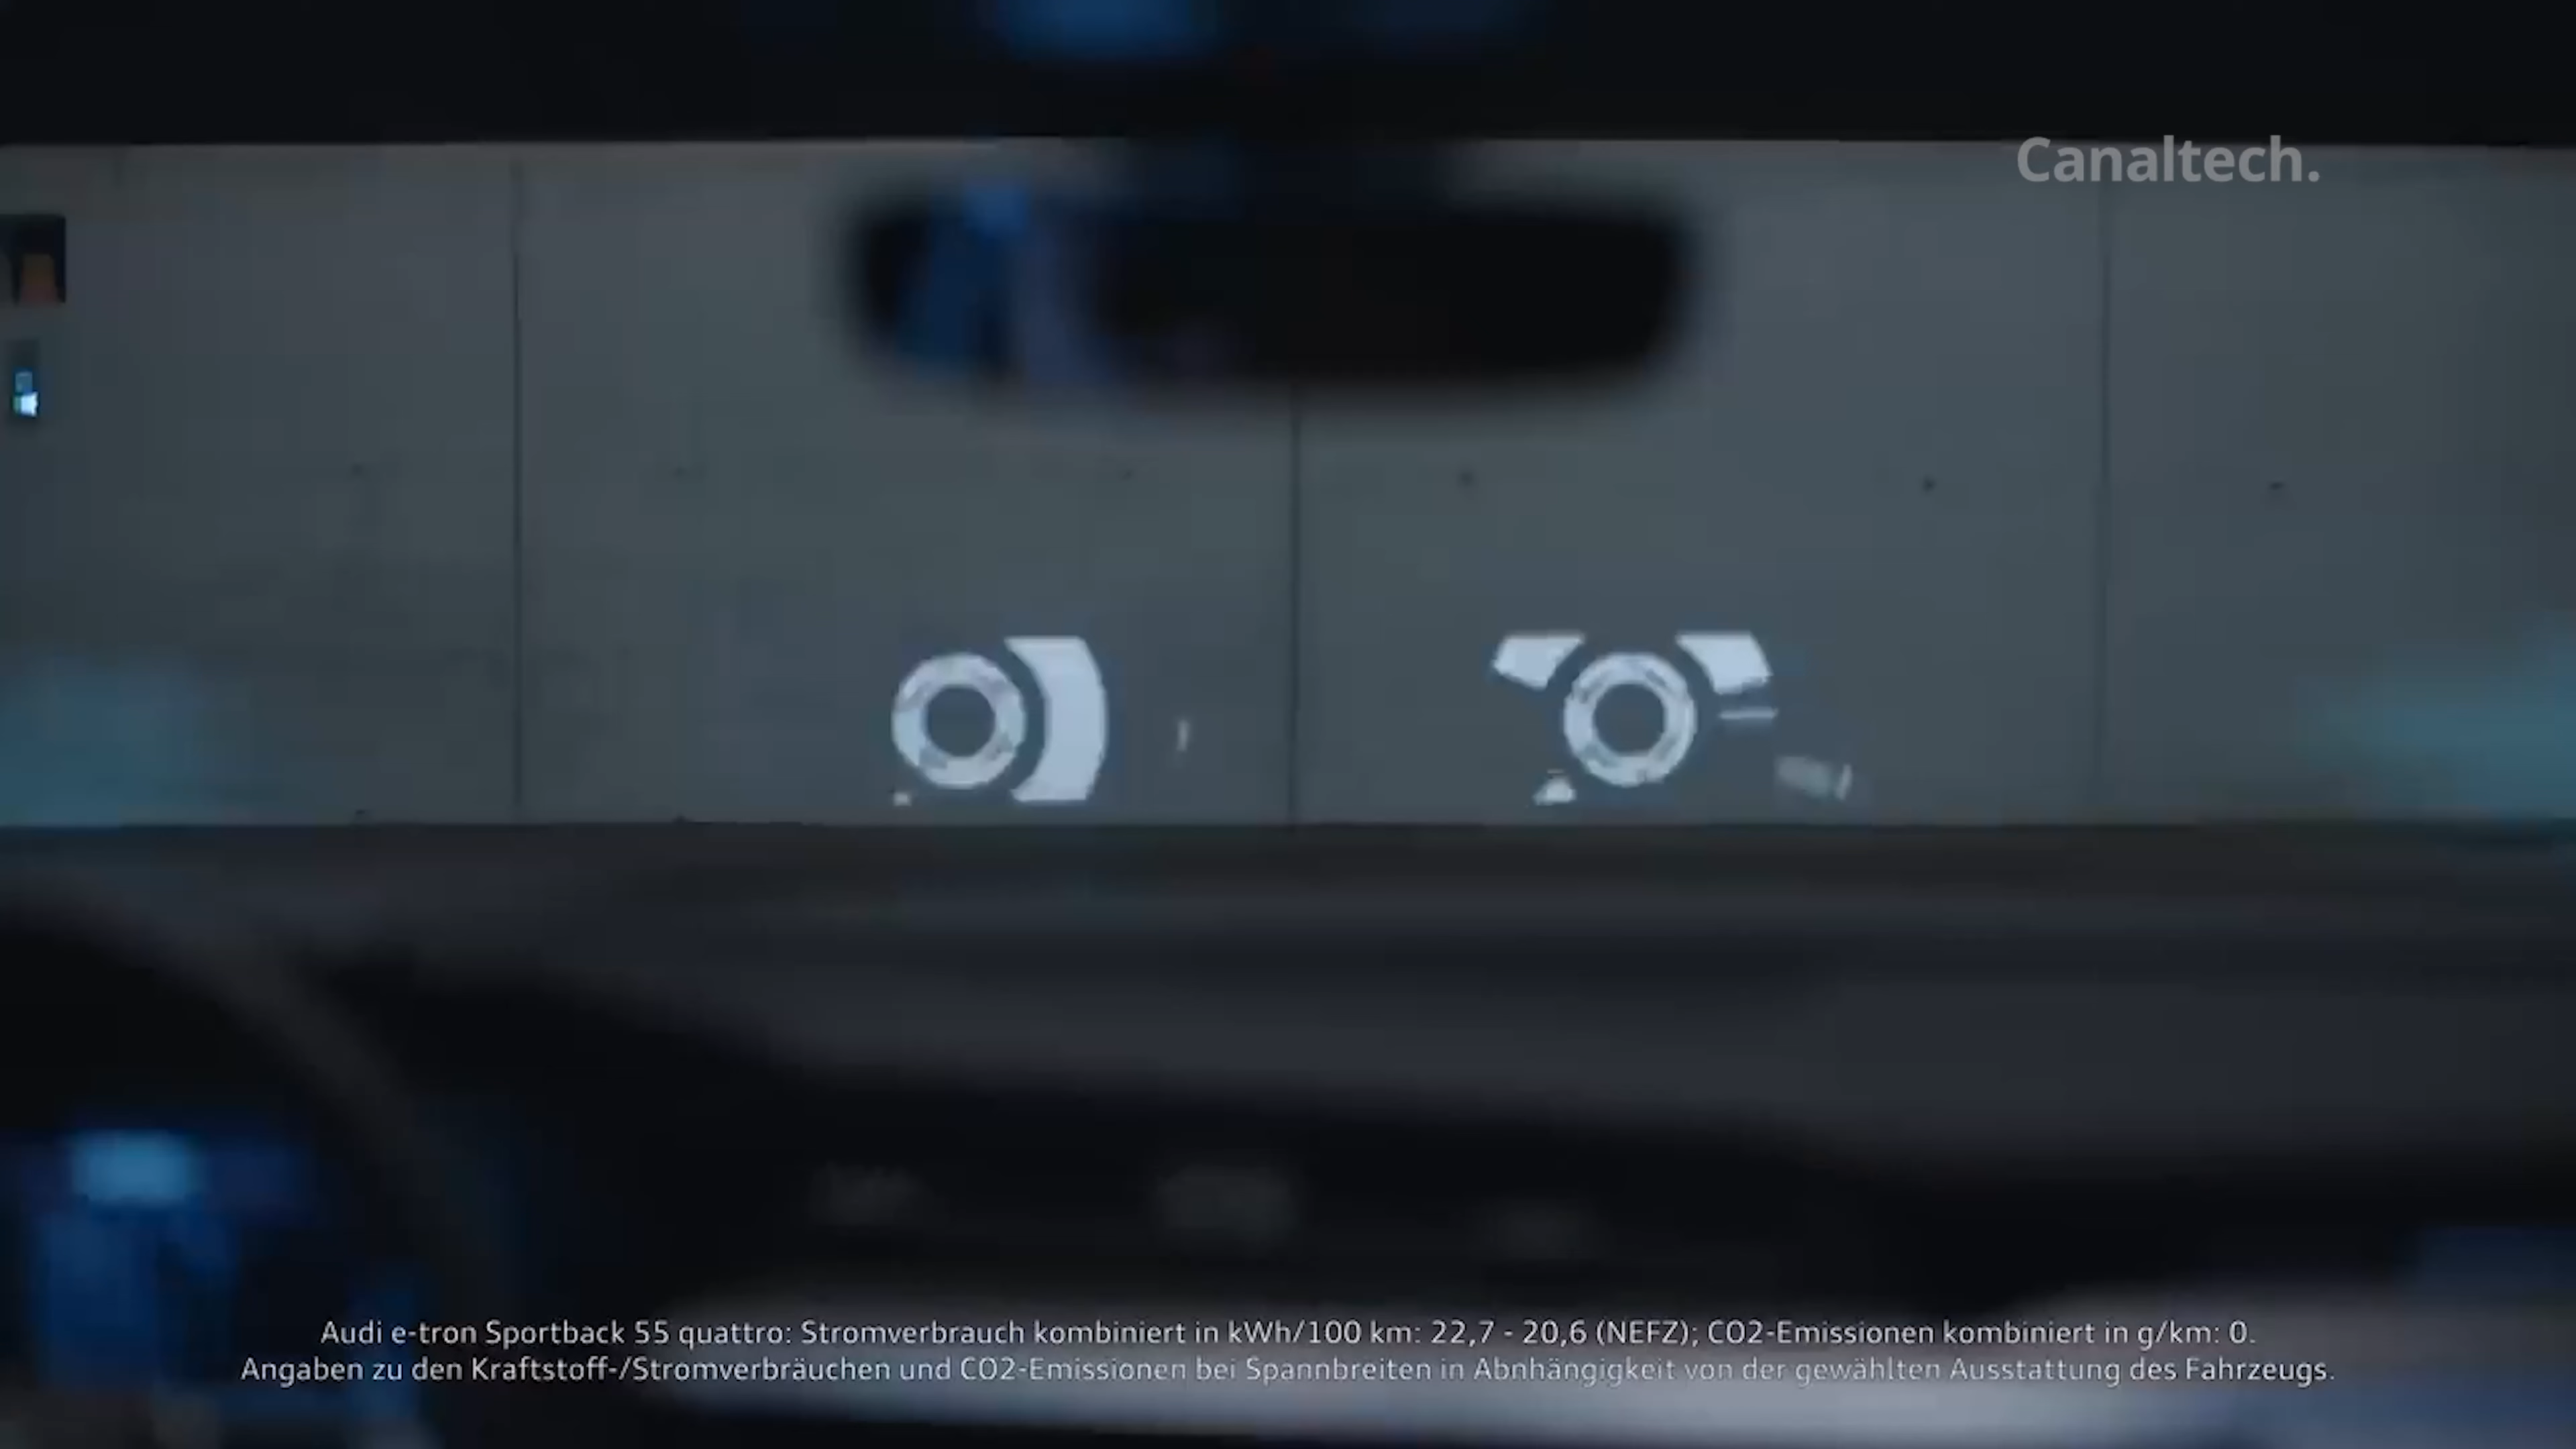 Canaltech.
Audi e-tron Sportback 55 quattro: Stromverbrauch kombiniert in kWh/100 km: 22,7 - 20,6 (NEFZ); CO2-Emissionen kombiniert in g/km: 0.
Angaben zu den Kraftstoff-/Stromverbräuchen und CO2-Emissionen bei Spannbreiten in Abnhängigkeit von der gewählten Ausstattung des Fahrzeugs.